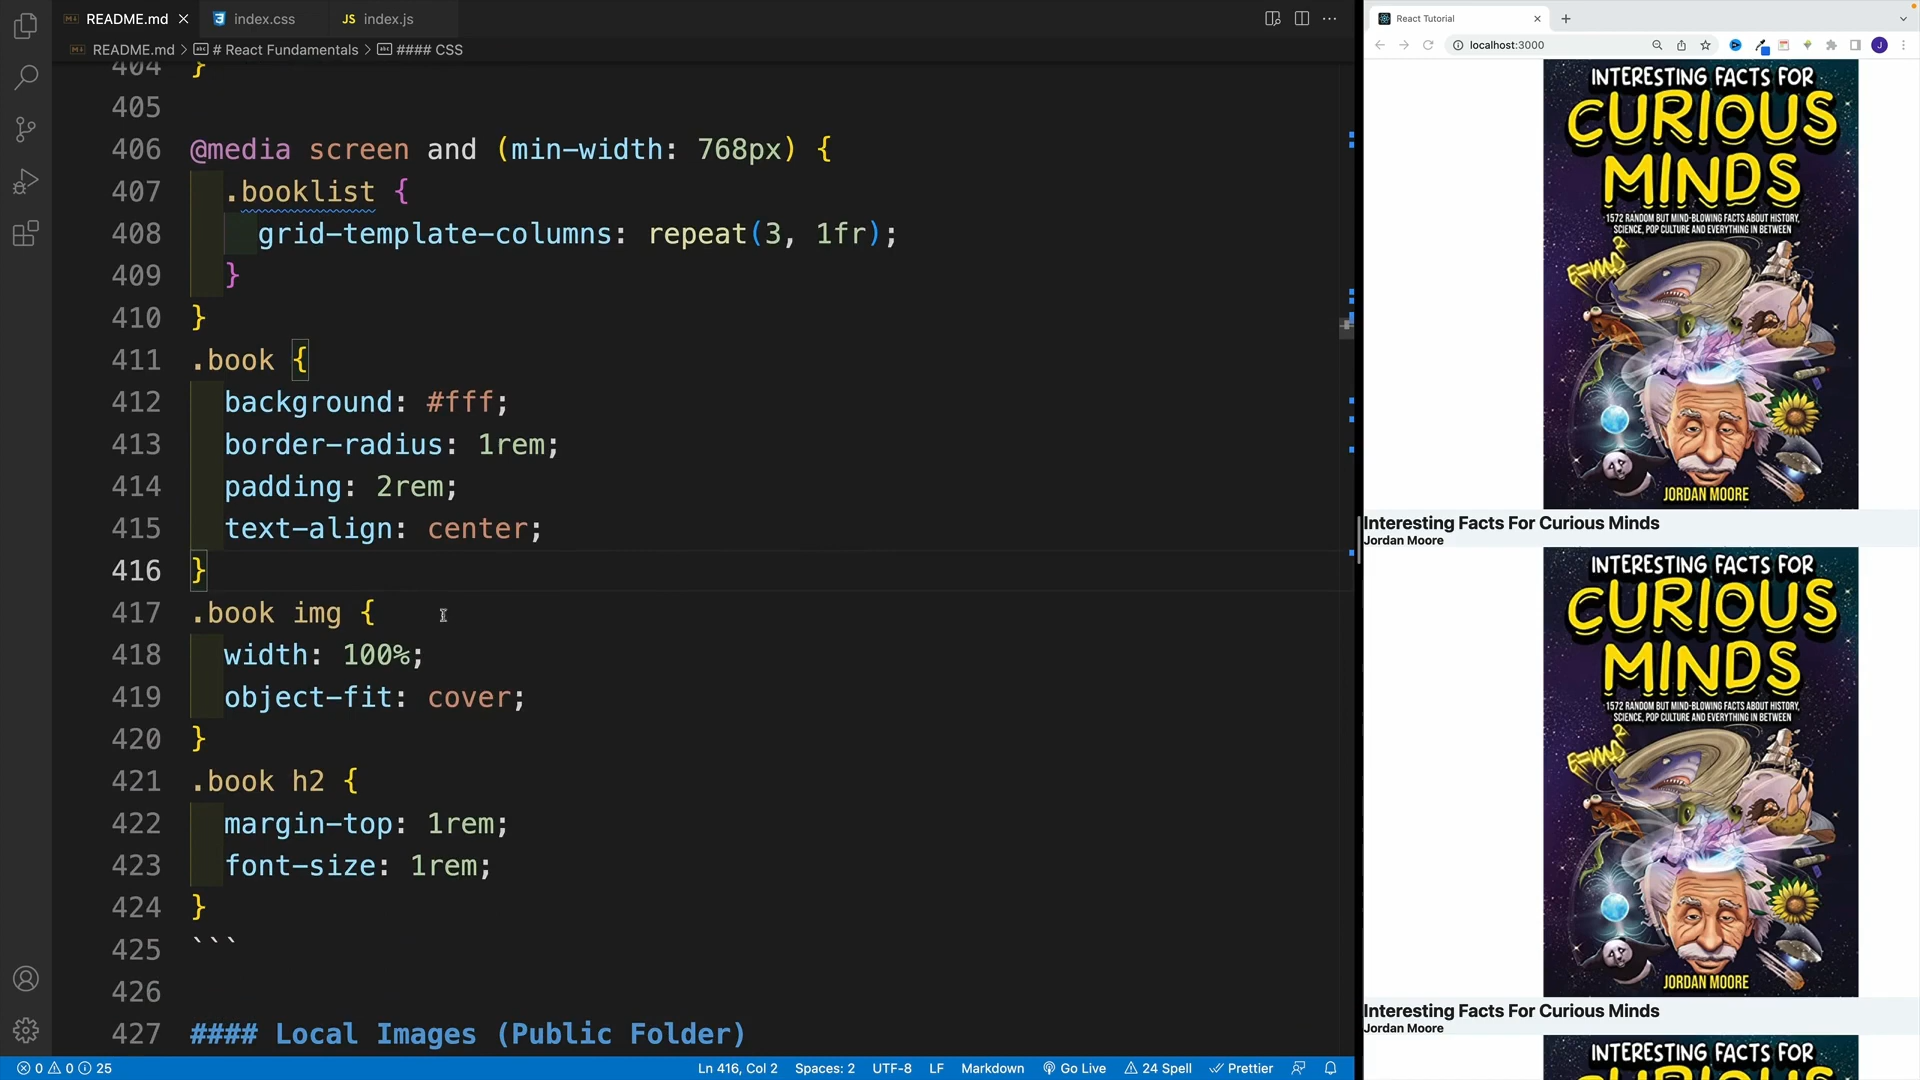 README.md
index.css
JS index.js
README.md > # React Fundamentals > #### CSS
404 }
405
406 @media screen and (min-width: 768px) {
407 .booklist {
408 grid-template-columns: repeat(3, 1fr);
409 }
410 }
411 .book {
412 background: #fff;
413 border-radius: 1rem;
414 padding: 2rem;
415 text-align: center;
416 }
417 .book img {
418 width: 100%;
419 object-fit: cover;
420 }
421 .book h2 {
422 margin-top: 1rem;
423 font-size: 1rem;
424 }
425 ```
426
427 #### Local Images (Public Folder)
0 0 25
Ln 416, Col 2 Spaces: 2 UTF-8 LF Markdown Go Live 24 Spell Prettier
React Tutorial
localhost:3000
J
INTERESTING FACTS FOR
CURIOUS
MINDS
1572 RANDOM BUT MIND-BLOWING FACTS ABOUT HISTORY,
SCIENCE, POP CULTURE AND EVERYTHING IN BETWEEN
E=MC²
JORDAN MOORE
Interesting Facts For Curious Minds
Jordan Moore
INTERESTING FACTS FOR
CURIOUS
MINDS
1572 RANDOM BUT MIND-BLOWING FACTS ABOUT HISTORY,
SCIENCE, POP CULTURE AND EVERYTHING IN BETWEEN
E=MC²
JORDAN MOORE
Interesting Facts For Curious Minds
Jordan Moore
INTERESTING FACTS FOR
CURIOUS